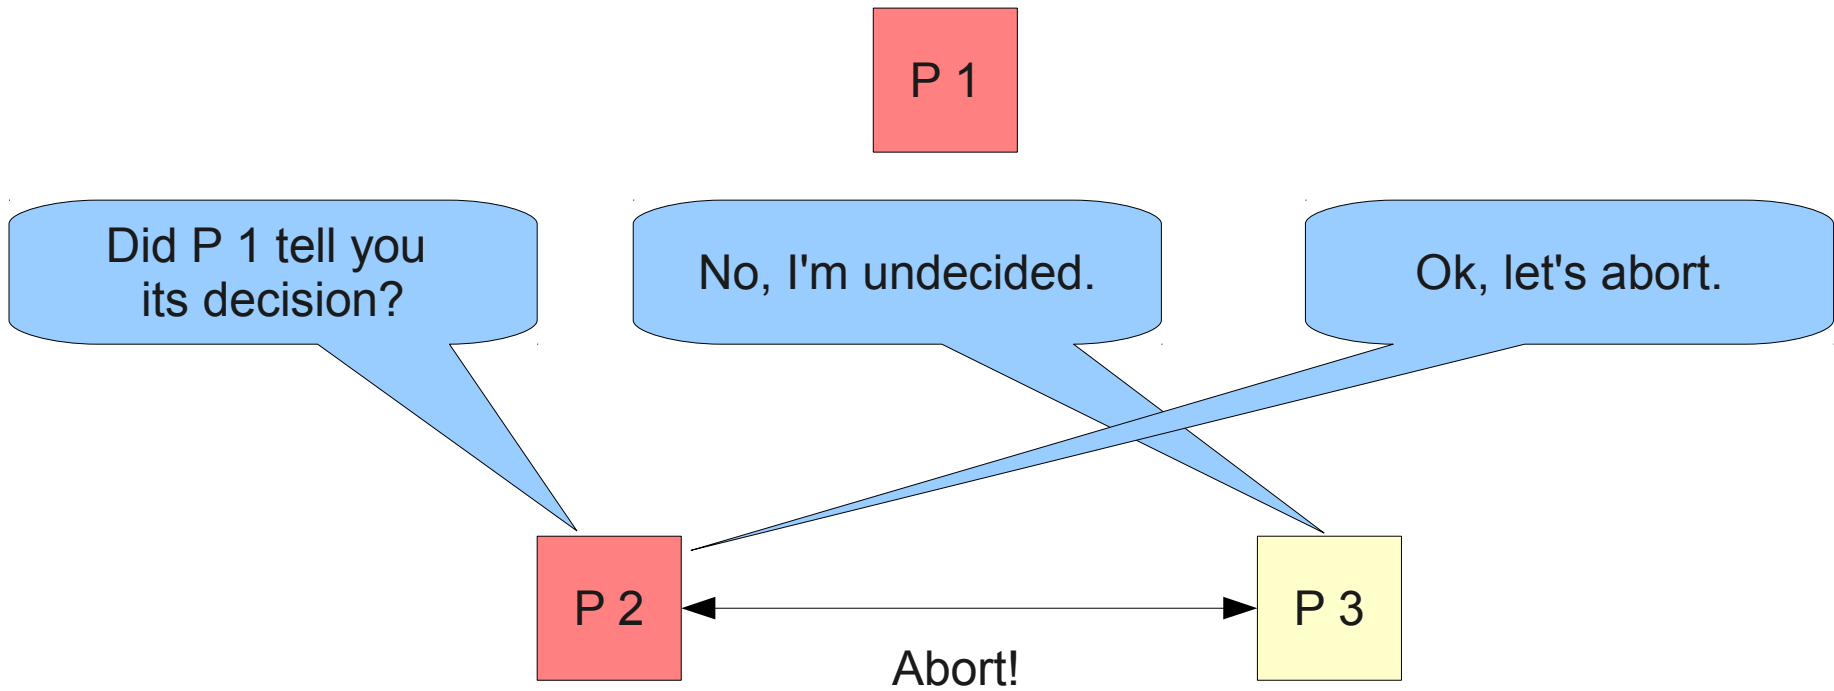 P 1
Did P 1 tell you
its decision?
No, I'm undecided.
Ok, let's abort.
P 2
P 3
Abort!